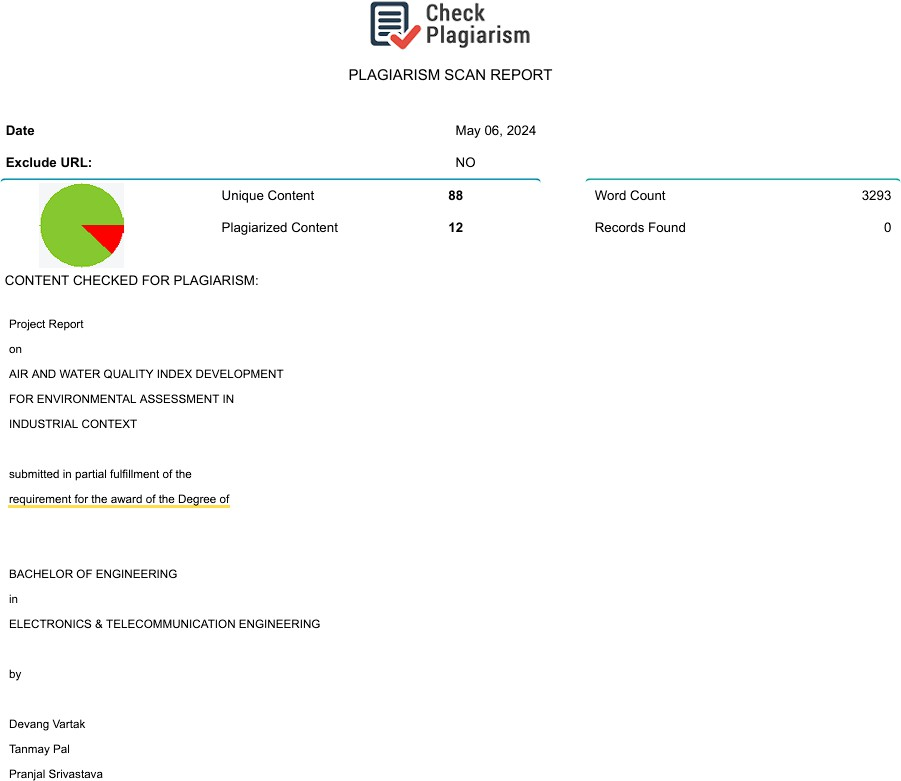 Check
Plagiarism
PLAGIARISM SCAN REPORT
Date May 06, 2024
Exclude URL: NO
Unique Content 88 Word Count 3293
Plagiarized Content 12 Records Found 0
CONTENT CHECKED FOR PLAGIARISM:
Project Report
on
AIR AND WATER QUALITY INDEX DEVELOPMENT
FOR ENVIRONMENTAL ASSESSMENT IN
INDUSTRIAL CONTEXT
submitted in partial fulfillment of the
requirement for the award of the Degree of
BACHELOR OF ENGINEERING
in
ELECTRONICS & TELECOMMUNICATION ENGINEERING
by
Devang Vartak
Tanmay Pal
Pranjal Srivastava